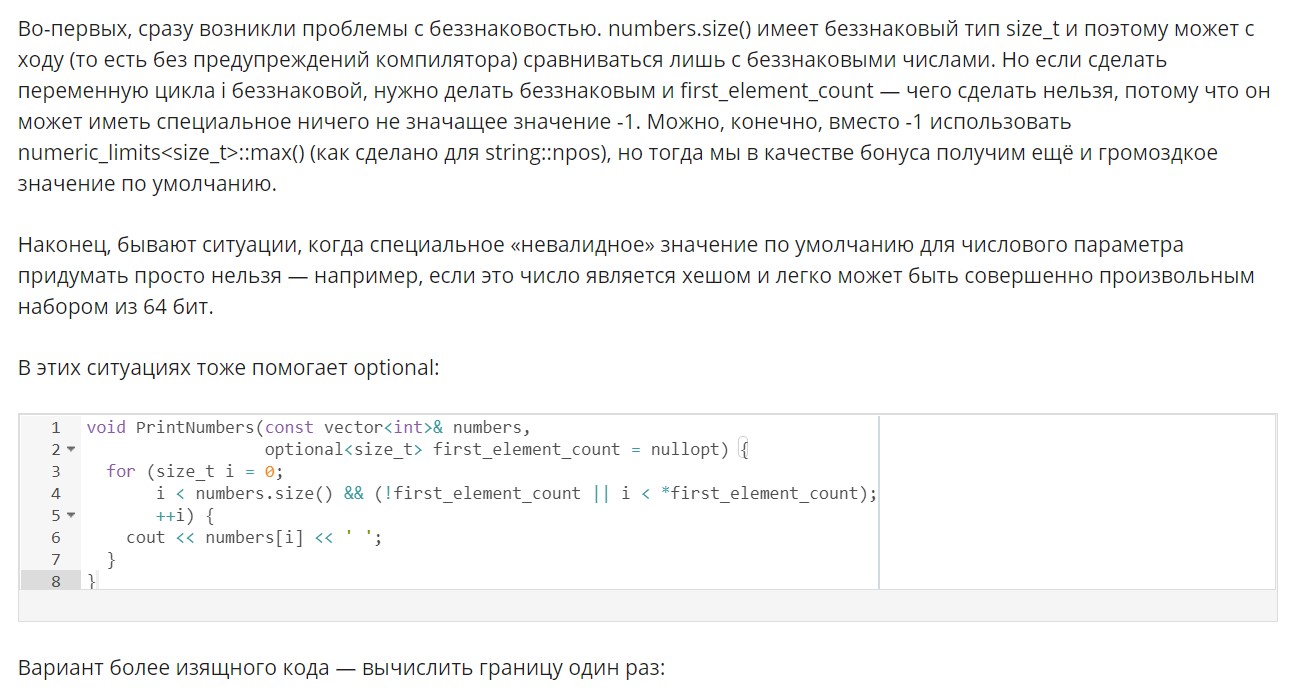 Во-первых, сразу возникли проблемы с беззнаковостью. numbers.size() имеет беззнаковый тип size_t и поэтому может с
ходу (то есть без предупреждений компилятора) сравниваться лишь с беззнаковыми числами. Но если сделать
переменную цикла i беззнаковой, нужно делать беззнаковым и first_element_count — чего сделать нельзя, потому что он
может иметь специальное ничего не значащее значение -1. Можно, конечно, вместо -1 использовать
numeric_limits<size_t>::max() (как сделано для string::npos), но тогда мы в качестве бонуса получим ещё и громоздкое
значение по умолчанию.
Наконец, бывают ситуации, когда специальное «невалидное» значение по умолчанию для числового параметра
придумать просто нельзя — например, если это число является хешом и легко может быть совершенно произвольным
набором из 64 бит.
В этих ситуациях тоже помогает optional:
1 void PrintNumbers(const vector<int>& numbers,
2 optional<size_t> first_element_count = nullopt) {
3 for (size_t i = 0;
4 i < numbers.size() && (!first_element_count || i < *first_element_count);
5 ++i) {
6 cout << numbers[i] << ' ';
7 }
8 }
Вариант более изящного кода — вычислить границу один раз: